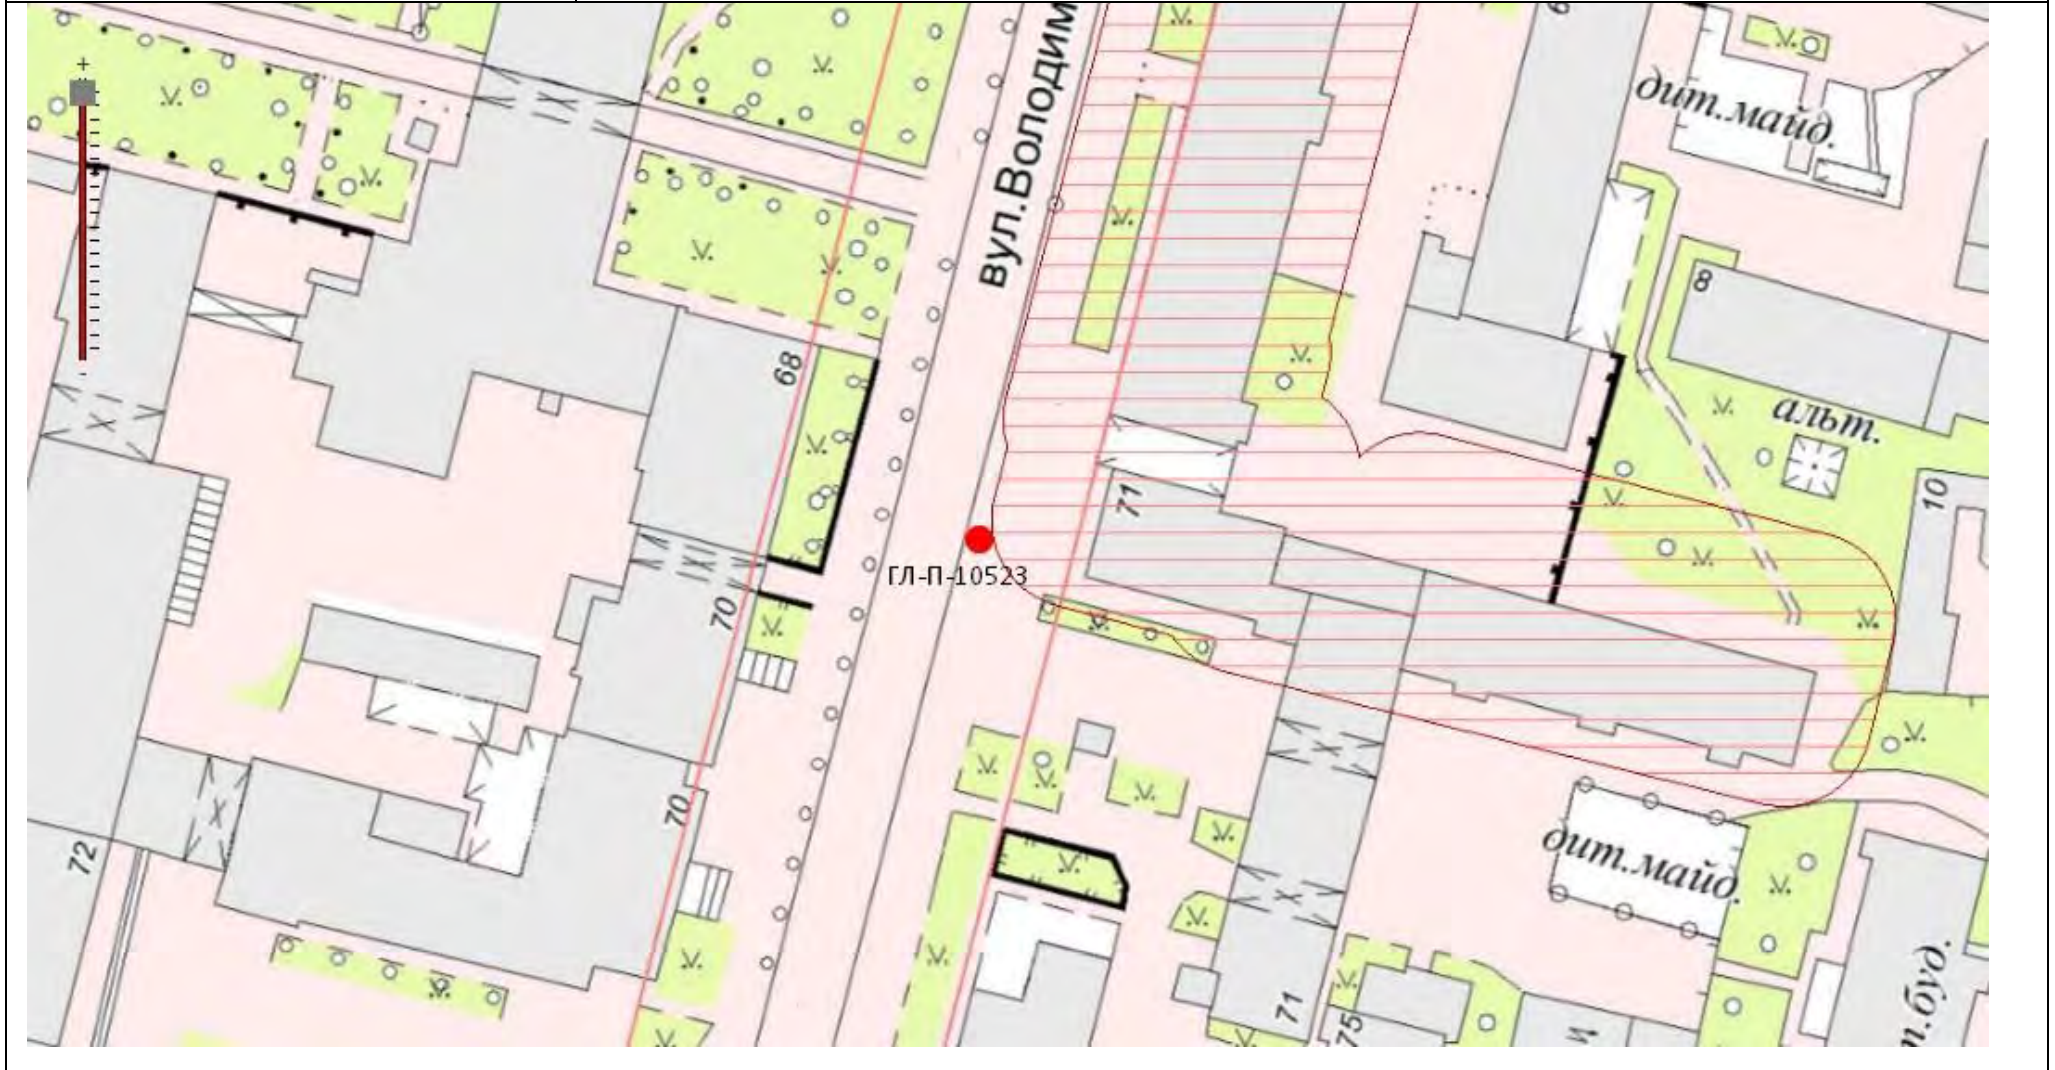 дит.майд.
вул.Володим
8
68
альт.
71
10
ГЛ-П-10523
70
70
72
дит.майд.
71
75
т.буд.